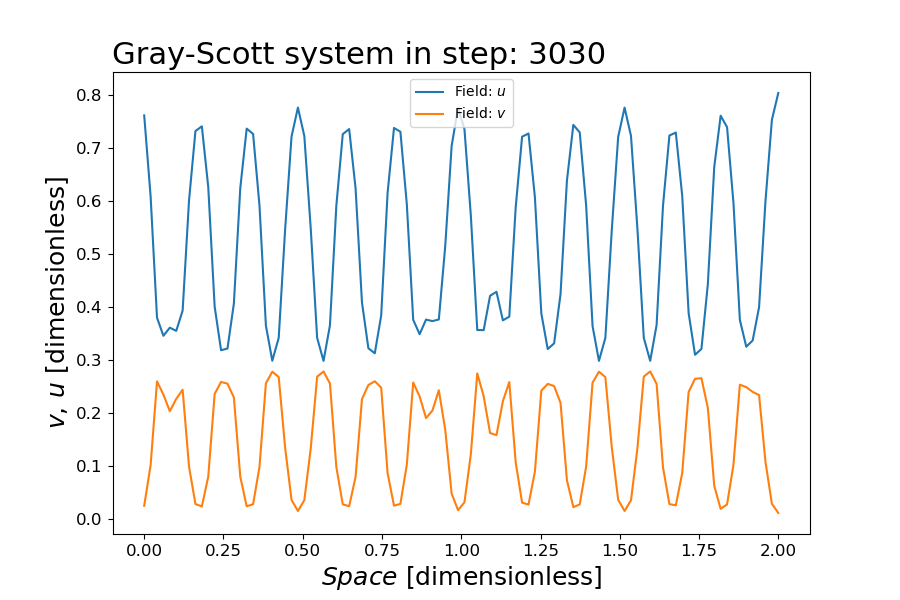 Gray-Scott system in step: 3030
Field: u
Field: v
0.8
0.7
0.6
0.5
0.4
0.3
0.2
0.1
0.0
v, u [dimensionless]
0.00 0.25 0.50 0.75 1.00 1.25 1.50 1.75 2.00
Space [dimensionless]